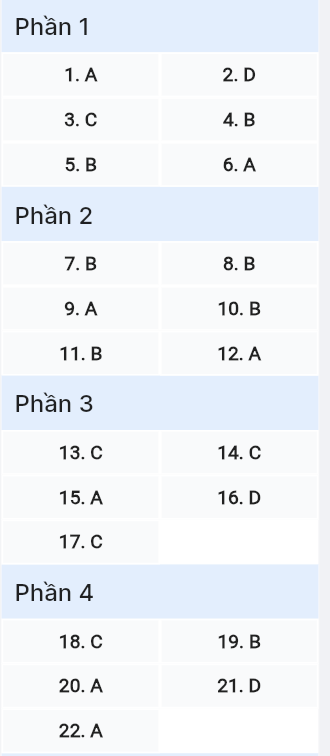 Phần 1
1. A 2. D
3. C 4. B
5. B 6. A
Phần 2
7. B 8. B
9. A 10. B
11. B 12. A
Phần 3
13. C 14. C
15. A 16. D
17. C
Phần 4
18. C 19. B
20. A 21. D
22. A